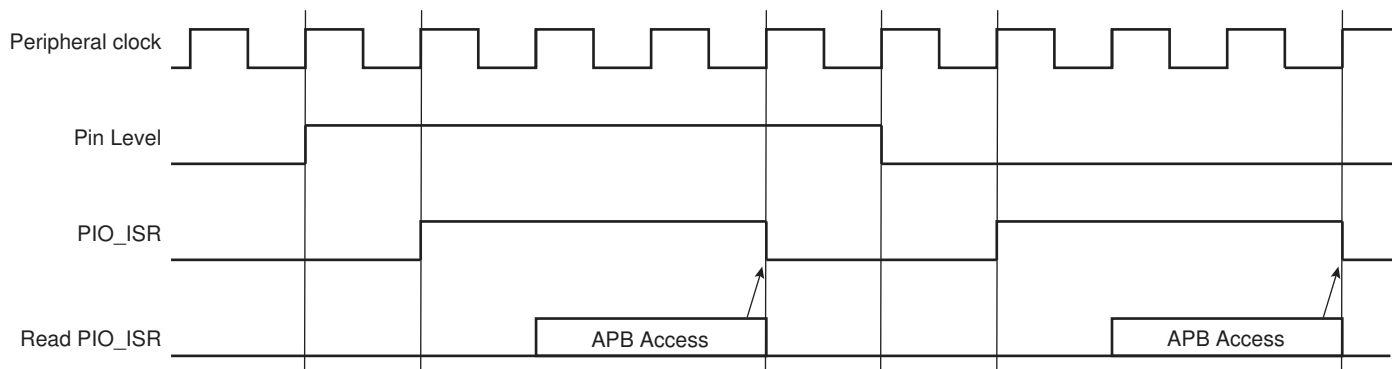 Peripheral clock
Pin Level
PIO_ISR
Read PIO_ISR
APB Access
APB Access